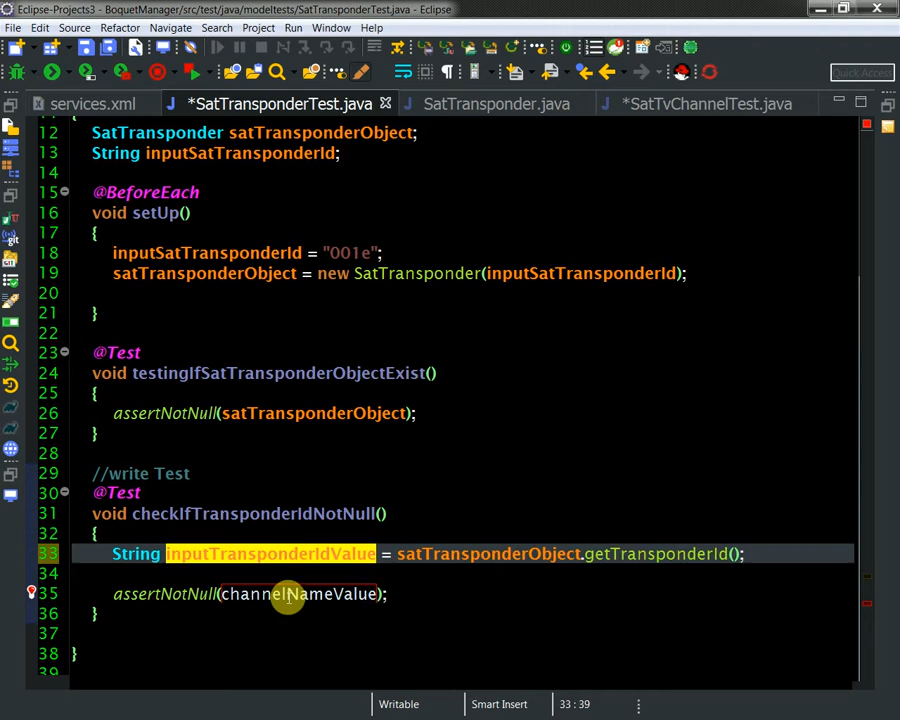 Eclipse-Projects3 - BoquetManager/src/test/java/modeltests/SatTransponderTest.java - Eclipse
File Edit Source Refactor Navigate Search Project Run Window Help
Quick Access
services.xml *SatTransponderTest.java SatTransponder.java *SatTvChannelTest.java
12 SatTransponder satTransponderObject;
13 String inputSatTransponderId;
14
15 @BeforeEach
16 void setUp()
17 {
18 inputSatTransponderId = "001e";
19 satTransponderObject = new SatTransponder(inputSatTransponderId);
20
21 }
22
23 @Test
24 void testingIfSatTransponderObjectExist()
25 {
26 assertNotNull(satTransponderObject);
27 }
28
29 //write Test
30 @Test
31 void checkIfTransponderIdNotNull()
32 {
33 String inputTransponderIdValue = satTransponderObject.getTransponderId();
34
35 assertNotNull(channelNameValue);
36 }
37
38 }
39
Writable Smart Insert 33 : 39